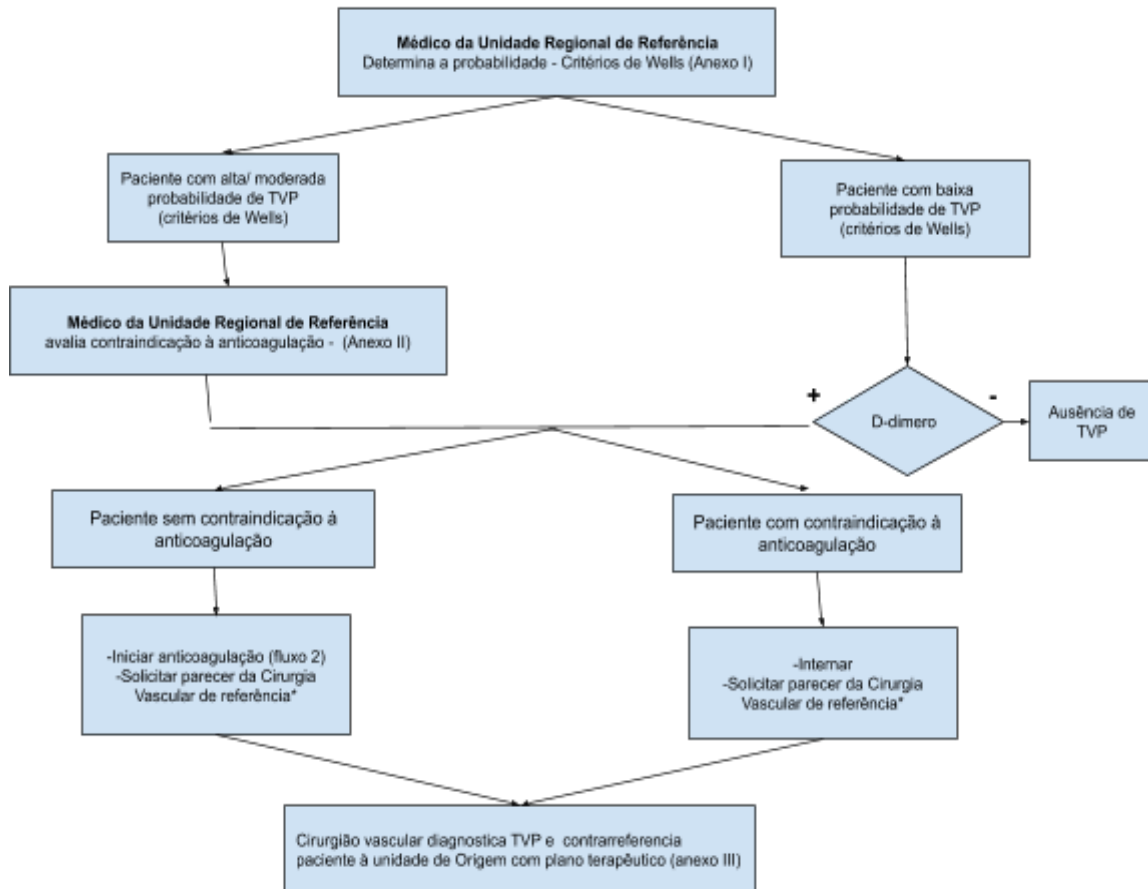 Médico da Unidade Regional de Referência
Determina a probabilidade - Critérios de Wells (Anexo I)
Paciente com alta/ moderada
probabilidade de TVP
(critérios de Wells)
Paciente com baixa
probabilidade de TVP
(critérios de Wells)
Médico da Unidade Regional de Referência
avalia contraindicação à anticoagulação - (Anexo II)
+
-
D-dimero
Ausência de
TVP
Paciente sem contraindicação à
anticoagulação
Paciente com contraindicação à
anticoagulação
-Iniciar anticoagulação (fluxo 2)
-Solicitar parecer da Cirurgia
Vascular de referência*
-Internar
-Solicitar parecer da Cirurgia
Vascular de referência*
Cirurgião vascular diagnostica TVP e contrarreferencia
paciente à unidade de Origem com plano terapêutico (anexo III)